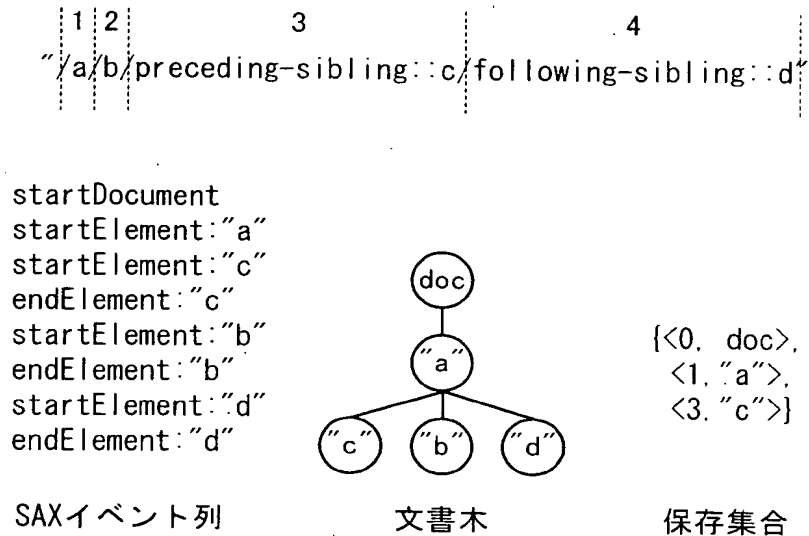 1 2 3 4
"/a/b/preceding-sibling::c/following-sibling::d"
startDocument
startElement:"a"
startElement:"c"
endElement:"c"
startElement:"b"
endElement:"b"
startElement:"d"
endElement:"d"
SAXイベント列
doc
"a"
"c" "b" "d"
文書木
{<0, doc>,
<1,"a">,
<3,"c">}
保存集合